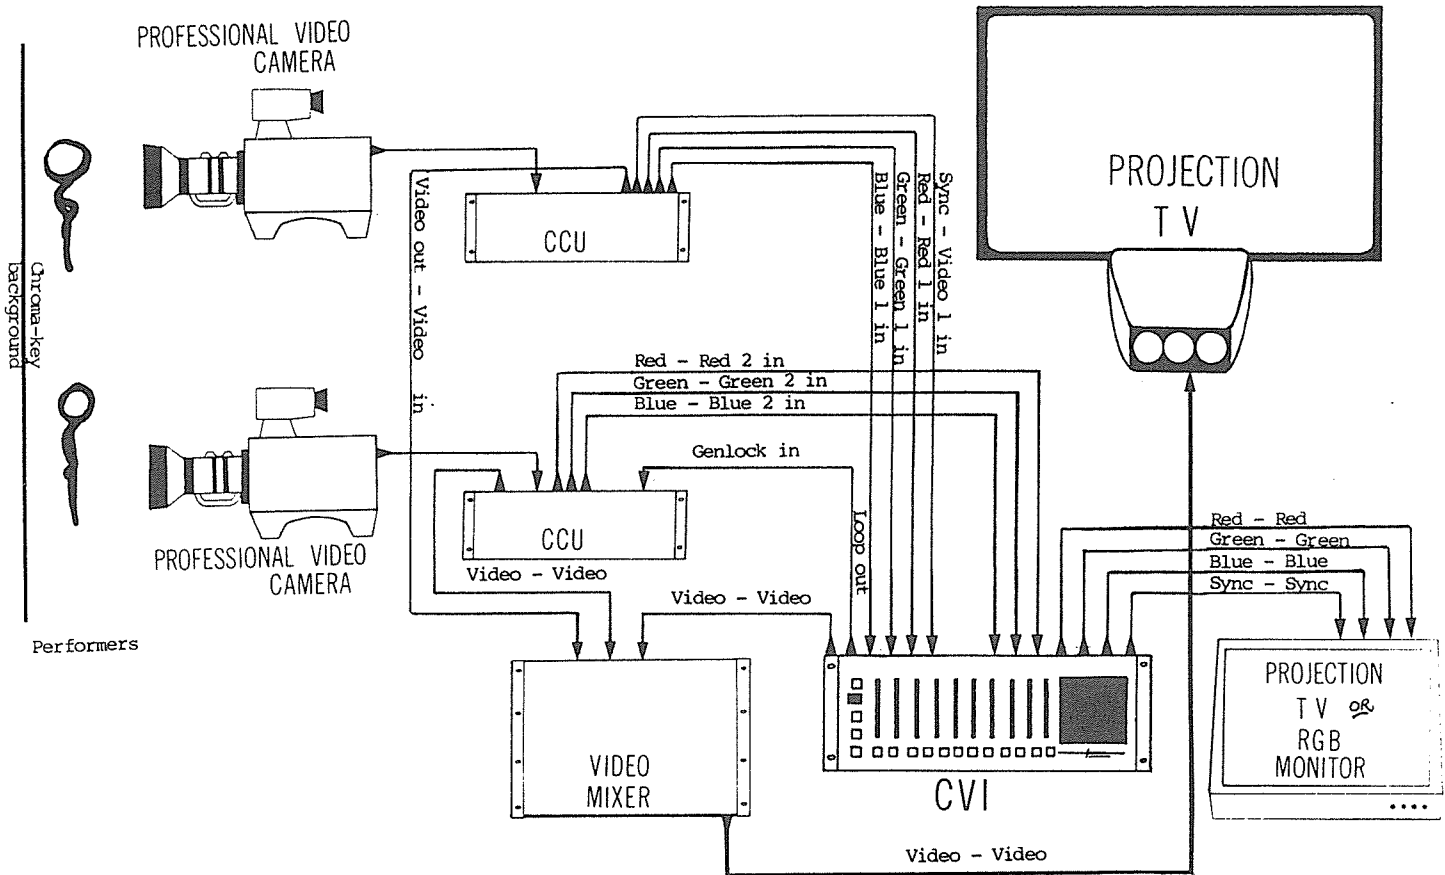 PROFESSIONAL VIDEO
CAMERA
Chroma-key
background
CCU
Video out - Video in
Blue - Blue 1 in
Green - Green 1 in
Red - Red 1 in
Sync - Video 1 in
PROJECTION
TV
Red - Red 2 in
Green - Green 2 in
Blue - Blue 2 in
Genlock in
CCU
PROFESSIONAL VIDEO
CAMERA
Video - Video
Loop out
Video - Video
Red - Red
Green - Green
Blue - Blue
Sync - Sync
Performers
VIDEO
MIXER
CVI
PROJECTION
TV OR
RGB
MONITOR
Video - Video